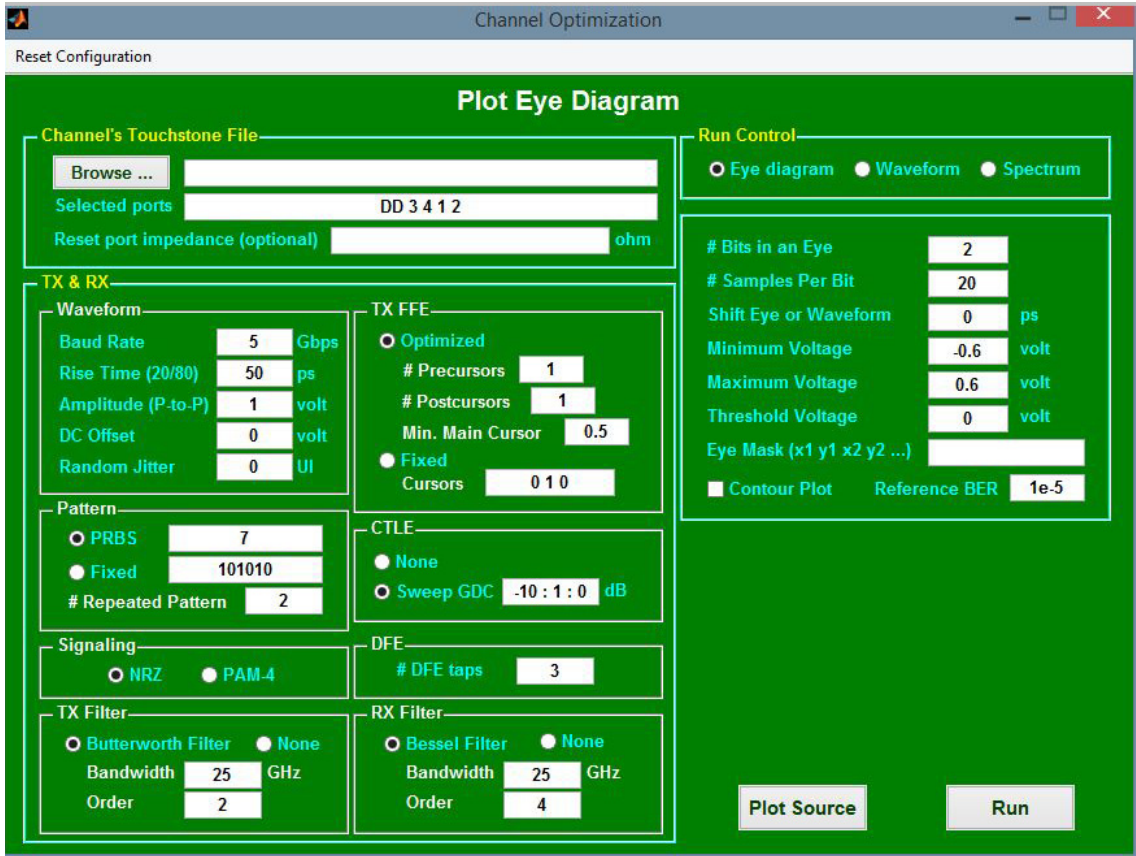 Channel Optimization
Reset Configuration
Plot Eye Diagram
Channel's Touchstone File
Browse ...
Selected ports DD 3 4 1 2
Reset port impedance (optional) ohm
TX & RX
Waveform
Baud Rate 5 Gbps
Rise Time (20/80) 50 ps
Amplitude (P-to-P) 1 volt
DC Offset 0 volt
Random Jitter 0 UI
Pattern
PRBS 7
Fixed 101010
# Repeated Pattern 2
Signaling
NRZ PAM-4
TX Filter
Butterworth Filter None
Bandwidth 25 GHz
Order 2
TX FFE
Optimized
# Precursors 1
# Postcursors 1
Min. Main Cursor 0.5
Fixed
Cursors 0 1 0
CTLE
None
Sweep GDC -10 : 1 : 0 dB
DFE
# DFE taps 3
RX Filter
Bessel Filter None
Bandwidth 25 GHz
Order 4
Run Control
Eye diagram Waveform Spectrum
# Bits in an Eye 2
# Samples Per Bit 20
Shift Eye or Waveform 0 ps
Minimum Voltage -0.6 volt
Maximum Voltage 0.6 volt
Threshold Voltage 0 volt
Eye Mask (x1 y1 x2 y2 ...)
Contour Plot Reference BER 1e-5
Plot Source Run